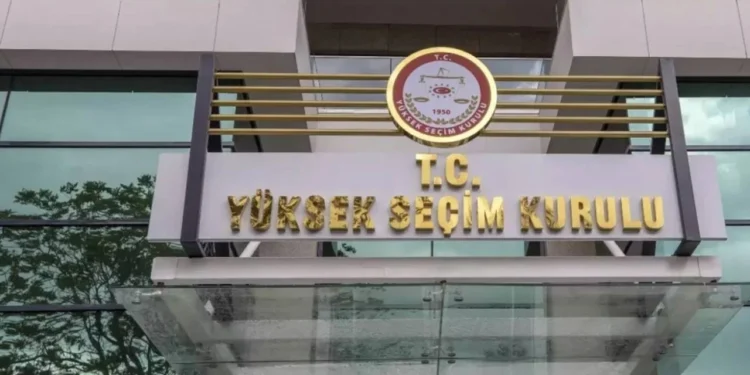 T.C.
1950
YÜKSEK SEÇİM KURULU
T.C.
YÜKSEK SEÇİM KURULU